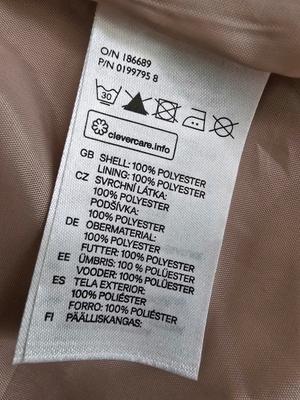 O/N 186689
P/N 0199795 8
30
clevercare.info
GB SHELL: 100% POLYESTER
LINING: 100% POLYESTER
CZ SVRCHNÍ LÁTKA:
100% POLYESTER
PODŠÍVKA:
100% POLYESTER
DE OBERMATERIAL:
100% POLYESTER
FUTTER: 100% POLYESTER
EE ÜMBRIS: 100% POLÜESTER
VOODER: 100% POLÜESTER
ES TELA EXTERIOR:
100% POLIÉSTER
FORRO: 100% POLIÉSTER
FI PÄÄLLISKANGAS: